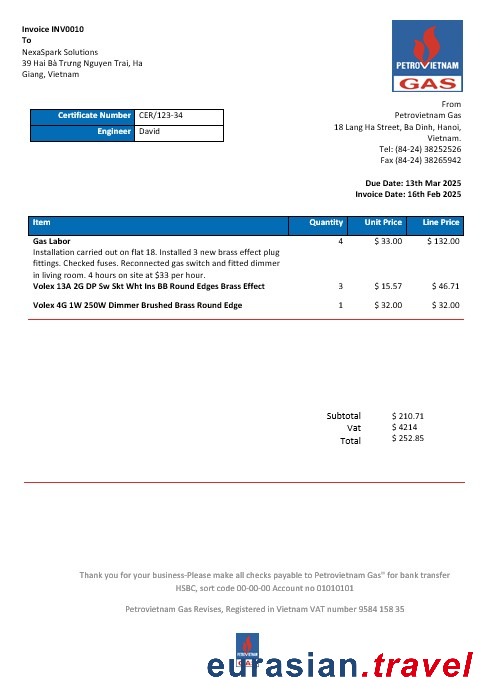 Invoice INV0010
To
NexaSpark Solutions
39 Hai Bà Trưng Nguyen Trai, Ha
Giang, Vietnam
PETROVIETNAM
GAS
From
Petrovietnam Gas
18 Lang Ha Street, Ba Dinh, Hanoi,
Vietnam.
Tel: (84-24) 38252526
Fax (84-24) 38265942
Certificate Number CER/123-34
Engineer David
Due Date: 13th Mar 2025
Invoice Date: 16th Feb 2025
Item Quantity Unit Price Line Price
Gas Labor 4 $ 33.00 $ 132.00
Installation carried out on flat 18. Installed 3 new brass effect plug
fittings. Checked fuses. Reconnected gas switch and fitted dimmer
in living room. 4 hours on site at $33 per hour.
Volex 13A 2G DP Sw Skt Wht Ins BB Round Edges Brass Effect 3 $ 15.57 $ 46.71
Volex 4G 1W 250W Dimmer Brushed Brass Round Edge 1 $ 32.00 $ 32.00
Subtotal $ 210.71
Vat $ 4214
Total $ 252.85
Thank you for your business-Please make all checks payable to Petrovietnam Gas" for bank transfer
HSBC, sort code 00-00-00 Account no 01010101
Petrovietnam Gas Revises, Registered in Vietnam VAT number 9584 158 35
PETROVIETNAM
GAS
eurasian.travel